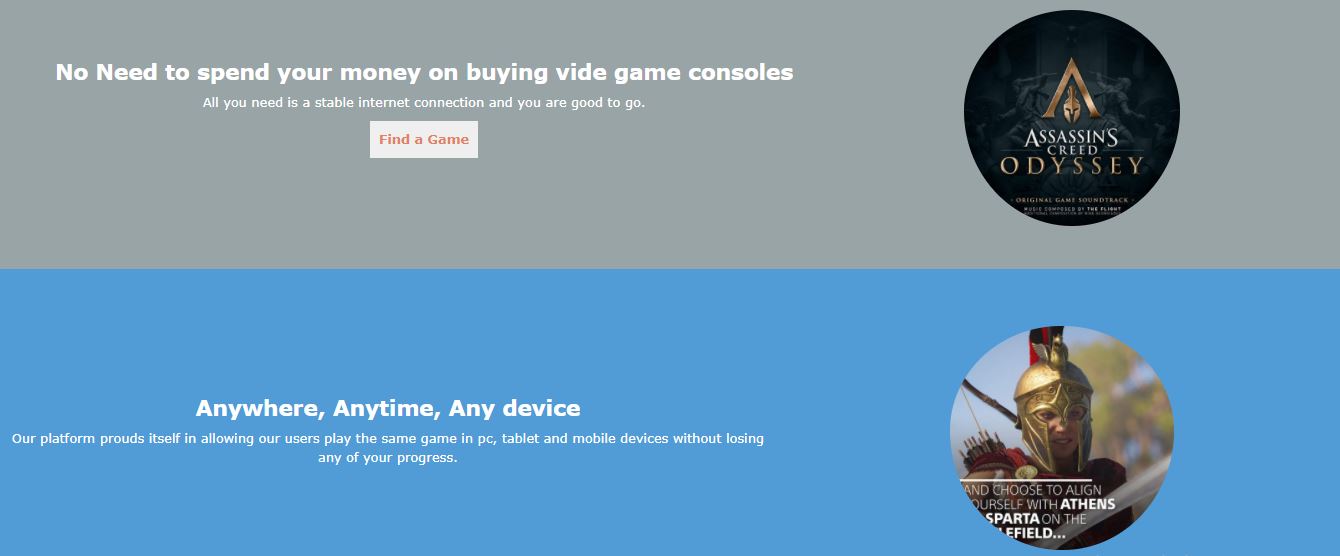 No Need to spend your money on buying vide game consoles
All you need is a stable internet connection and you are good to go.
Find a Game
ASSASSIN'S
CREED
ODYSSEY
ORIGINAL GAME SOUNDTRACK
MUSIC COMPOSED BY THE FLIGHT
Anywhere, Anytime, Any device
Our platform prouds itself in allowing our users play the same game in pc, tablet and mobile devices without losing
any of your progress.
AND CHOOSE TO ALIGN
OURSELF WITH ATHENS
SPARTA ON THE
LEFIELD...